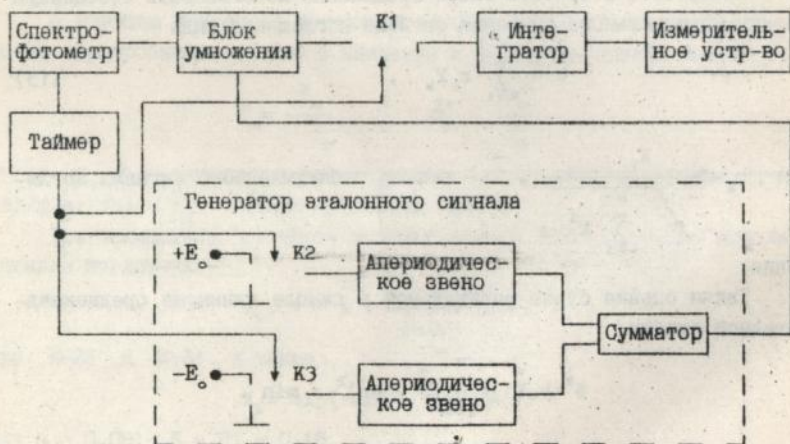 Спектро-
фотометр
Блок
умножения
К1
Инте-
гратор
Измеритель-
ное устр-во
Таймер
Генератор эталонного сигнала
+E₀
К2
Апериодичес-
кое звено
Сумматор
−E₀
К3
Апериодичес-
кое звено